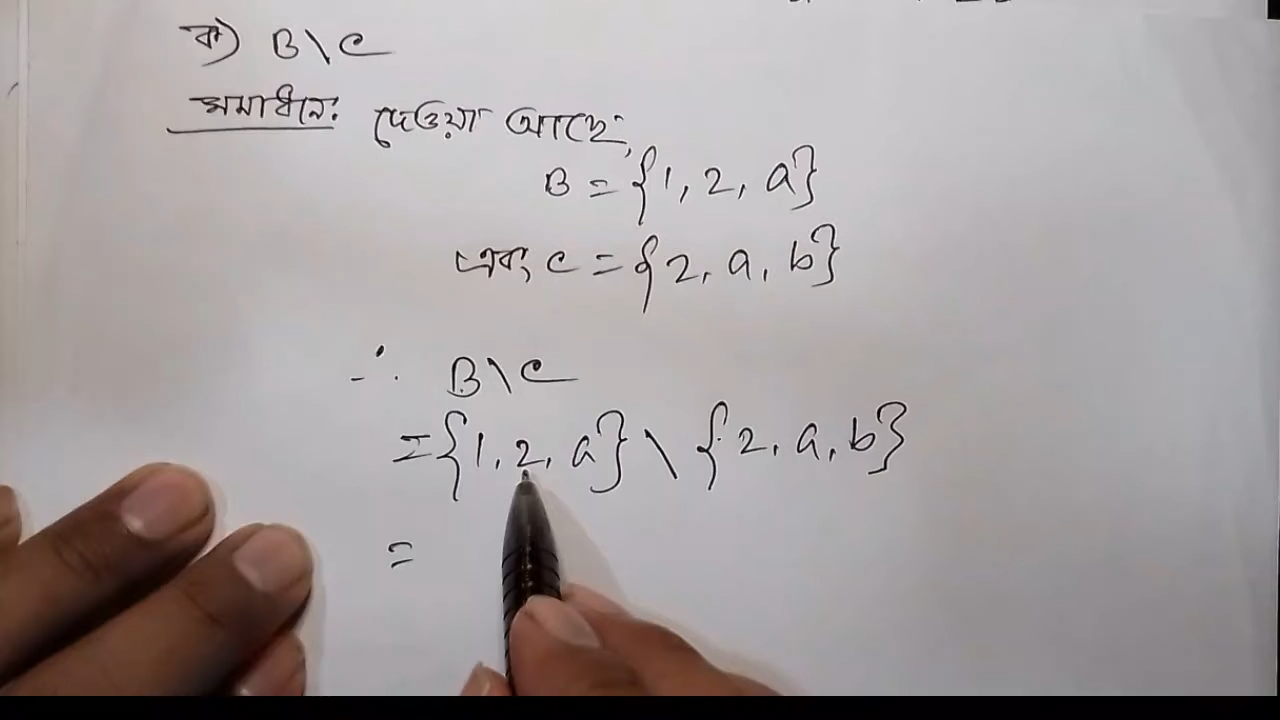 ক) B\C
সমাধান: দেওয়া আছে,
B = {1, 2, a}
এবং C = {2, a, b}
∴ B\C
= {1, 2, a} \ {2, a, b}
=